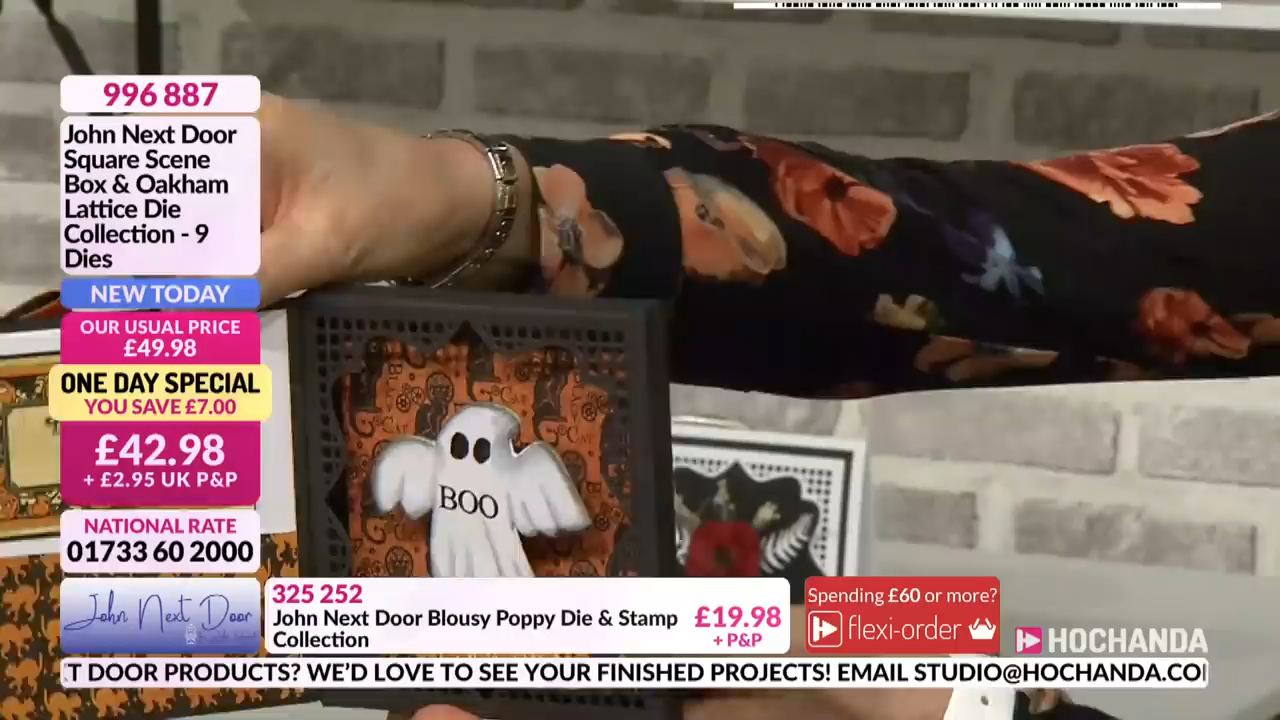 996 887
John Next Door
Square Scene
Box & Oakham
Lattice Die
Collection - 9
Dies
NEW TODAY
OUR USUAL PRICE
£49.98
ONE DAY SPECIAL
YOU SAVE £7.00
£42.98
+ £2.95 UK P&P
NATIONAL RATE
01733 60 2000
BOO
John Next Door
325 252
John Next Door Blousy Poppy Die & Stamp
Collection
£19.98
+ P&P
Spending £60 or more?
flexi-order
HOCHANDA
T DOOR PRODUCTS? WE'D LOVE TO SEE YOUR FINISHED PROJECTS! EMAIL STUDIO@HOCHANDA.CO